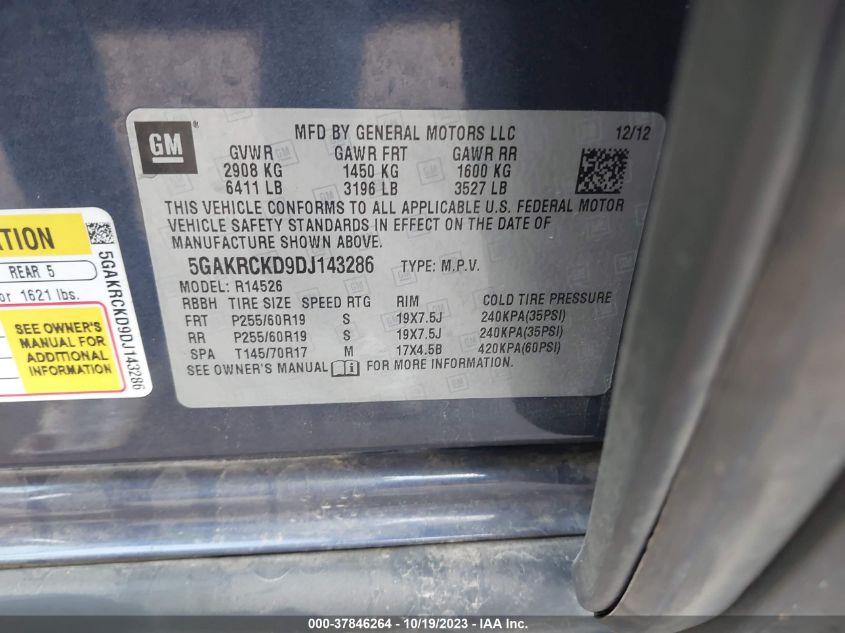 GM ®
MFD BY GENERAL MOTORS LLC 12/12
GVWR GAWR FRT GAWR RR
2908 KG 1450 KG 1600 KG
6411 LB 3196 LB 3527 LB
THIS VEHICLE CONFORMS TO ALL APPLICABLE U.S. FEDERAL MOTOR
VEHICLE SAFETY STANDARDS IN EFFECT ON THE DATE OF
MANUFACTURE SHOWN ABOVE.
5GAKRCKD9DJ143286 TYPE: M.P.V.
MODEL: R14526
RBBH TIRE SIZE SPEED RTG RIM COLD TIRE PRESSURE
FRT P255/60R19 S 19X7.5J 240KPA(35PSI)
RR P255/60R19 S 19X7.5J 240KPA(35PSI)
SPA T145/70R17 M 17X4.5B 420KPA(60PSI)
SEE OWNER'S MANUAL FOR MORE INFORMATION.
REAR 5
or 1621 lbs.
SEE OWNER'S
MANUAL FOR
ADDITIONAL
INFORMATION
5GAKRCKD9DJ143286
000-37846264 - 10/19/2023 - IAA Inc.